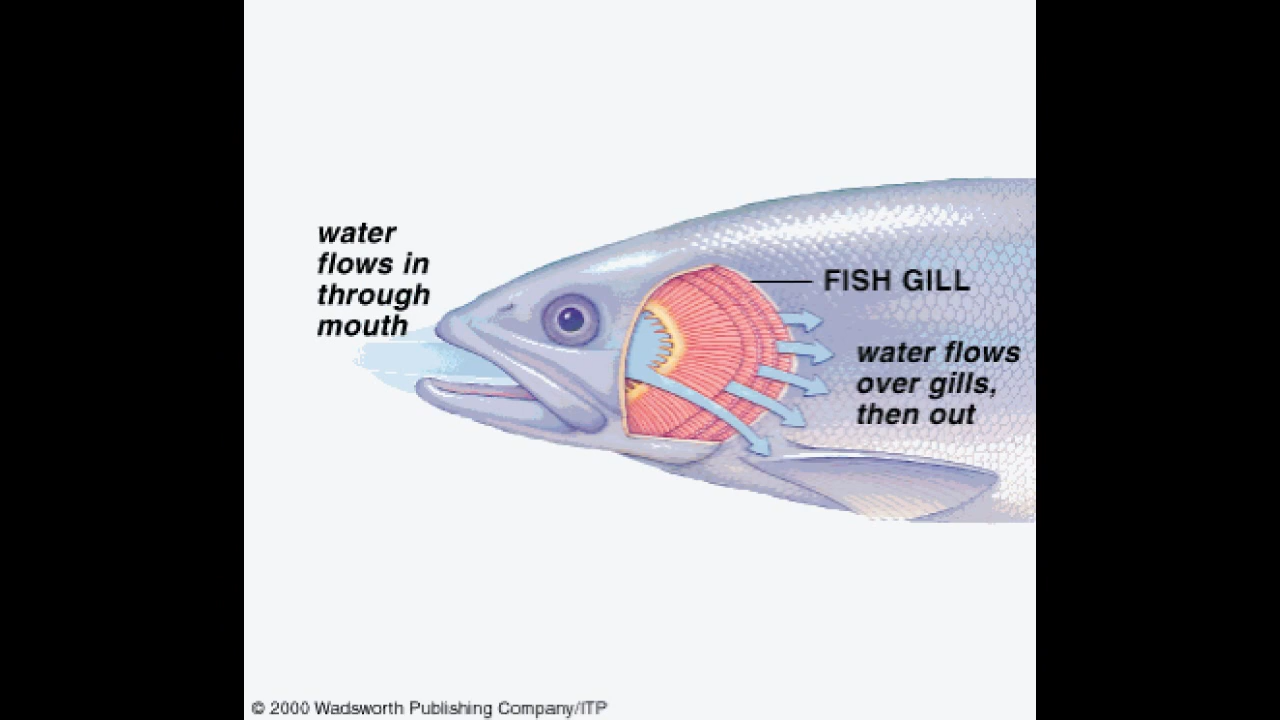 water
flows in
through
mouth
FISH GILL
water flows
over gills,
then out
© 2000 Wadsworth Publishing Company/ITP